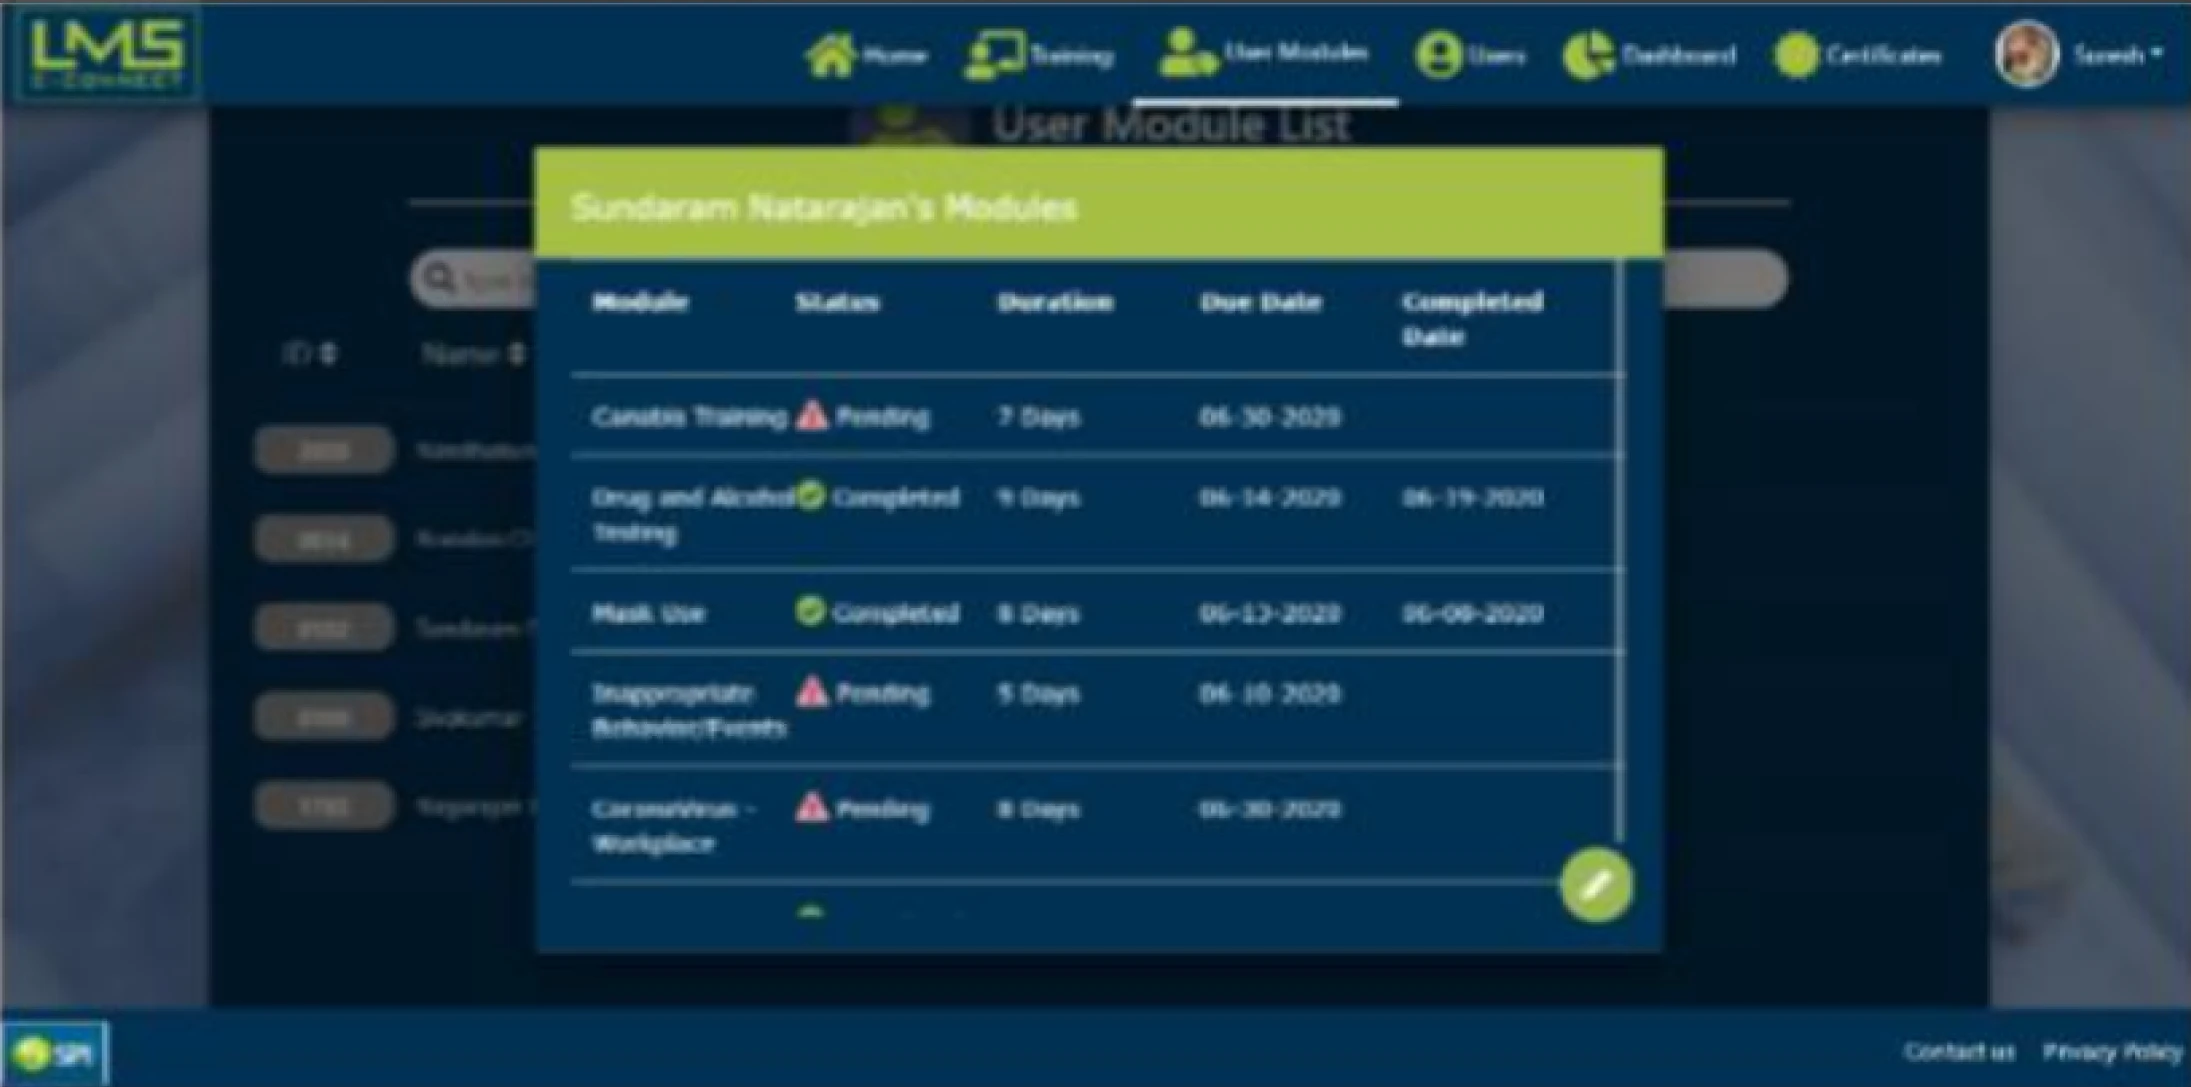 LMS
E-CONNECT
Home Training User Modules Users Dashboard Certificates Suresh
User Module List
Sundaram Natarajan's Modules
Module Status Duration Due Date Completed
Date
ID Name
Training Pending 7 Days 06-30-2020
Drug and Alcohol Completed 9 Days 06-14-2020 06-19-2020
Testing
Mask Use Completed 8 Days 06-13-2020 06-08-2020
Inappropriate Pending 5 Days 06-10-2020
Behavior/Events
Sivakumar
CoronaVirus - Pending 8 Days 06-30-2020
Workplace
SPI
Contact us Privacy Policy